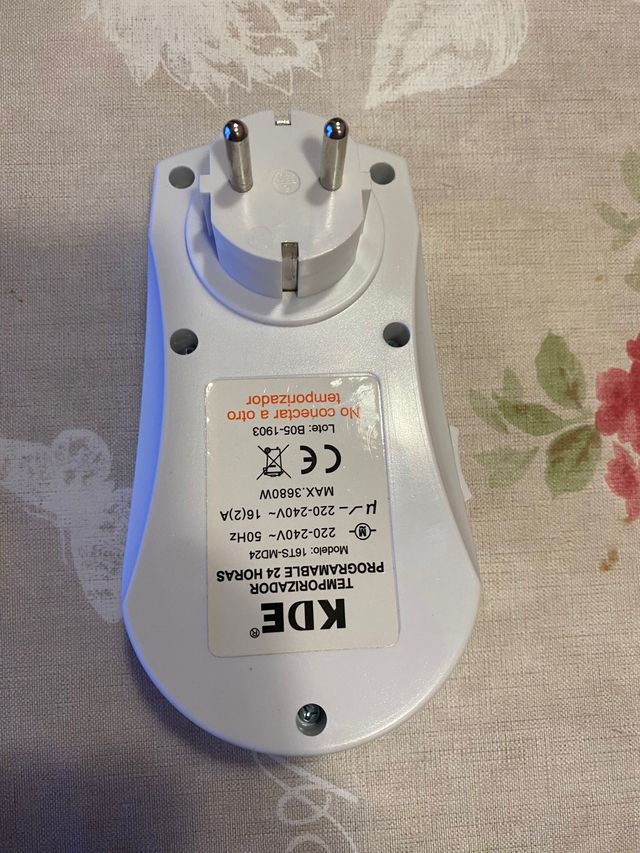 KDE®
TEMPORIZADOR
PROGRAMABLE 24 HORAS
Modelo: 16TS-MD24
M 220-240V~ 50Hz
µ 220-240V~ 16(2)A
MAX.3680W
CE
Lote: B05-1903
No conectar a otro
temporizador